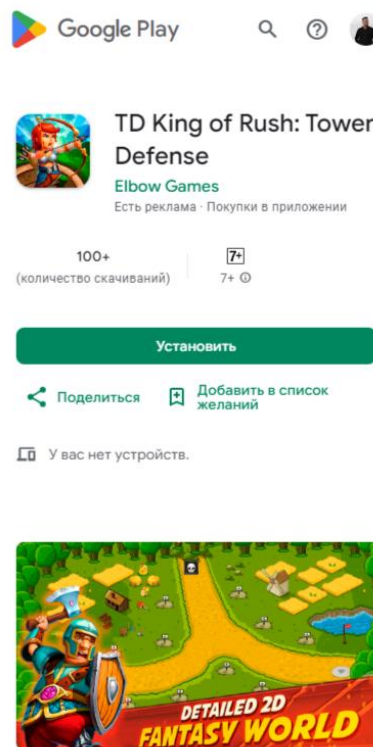 Google Play
TD King of Rush: Tower
Defense
Elbow Games
Есть реклама · Покупки в приложении
100+
(количество скачиваний)
7+
7+
Установить
Поделиться
Добавить в список
желаний
У вас нет устройств.
DETAILED 2D
FANTASY WORLD